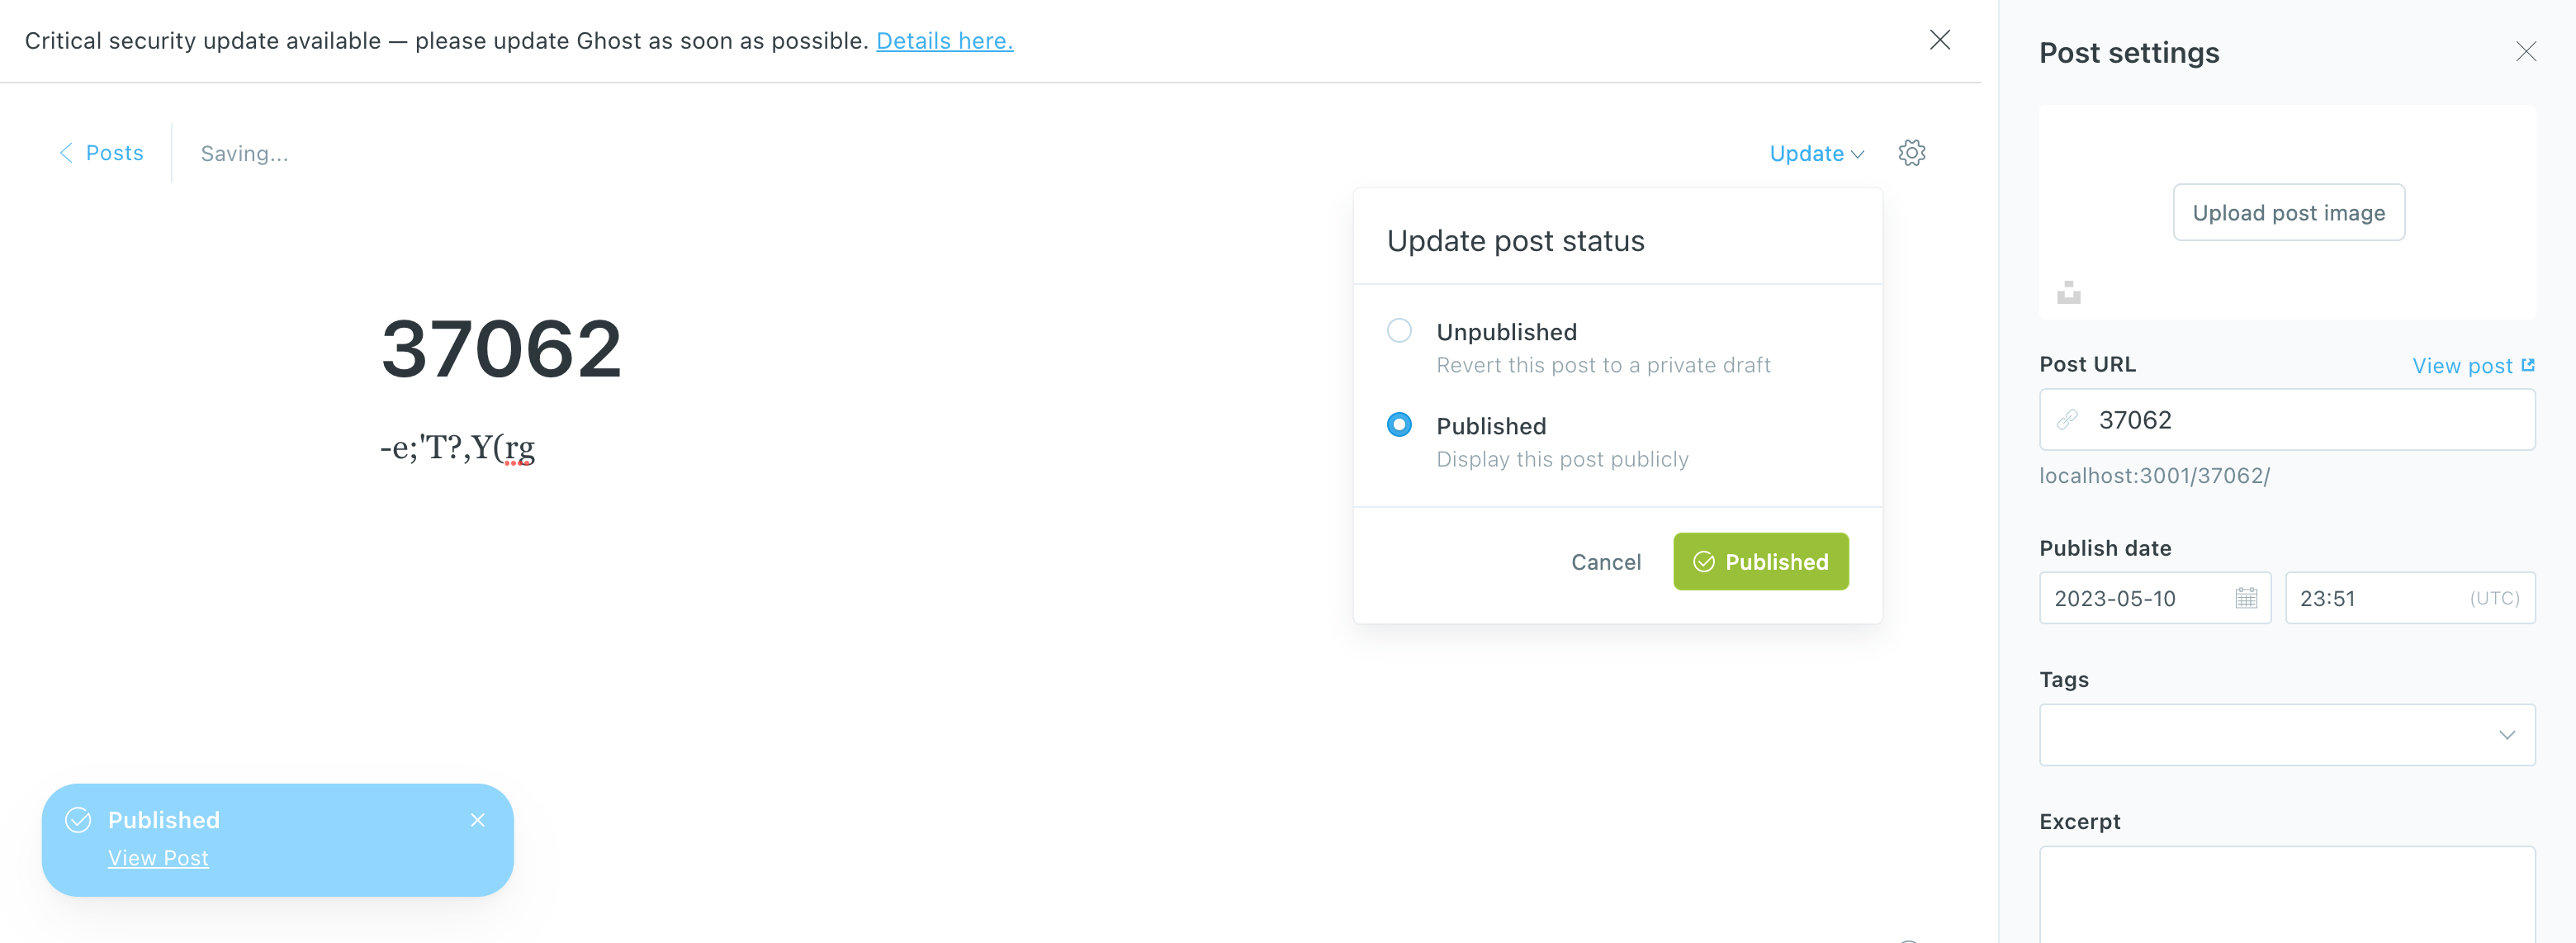 Critical security update available — please update Ghost as soon as possible. Details here.
Posts
Saving...
Update
37062
-e;'T?,Y(rg
Update post status
Unpublished
Revert this post to a private draft
Published
Display this post publicly
Cancel
Published
Published
View Post
Post settings
Upload post image
Post URL
View post
37062
localhost:3001/37062/
Publish date
2023-05-10
23:51 (UTC)
Tags
Excerpt